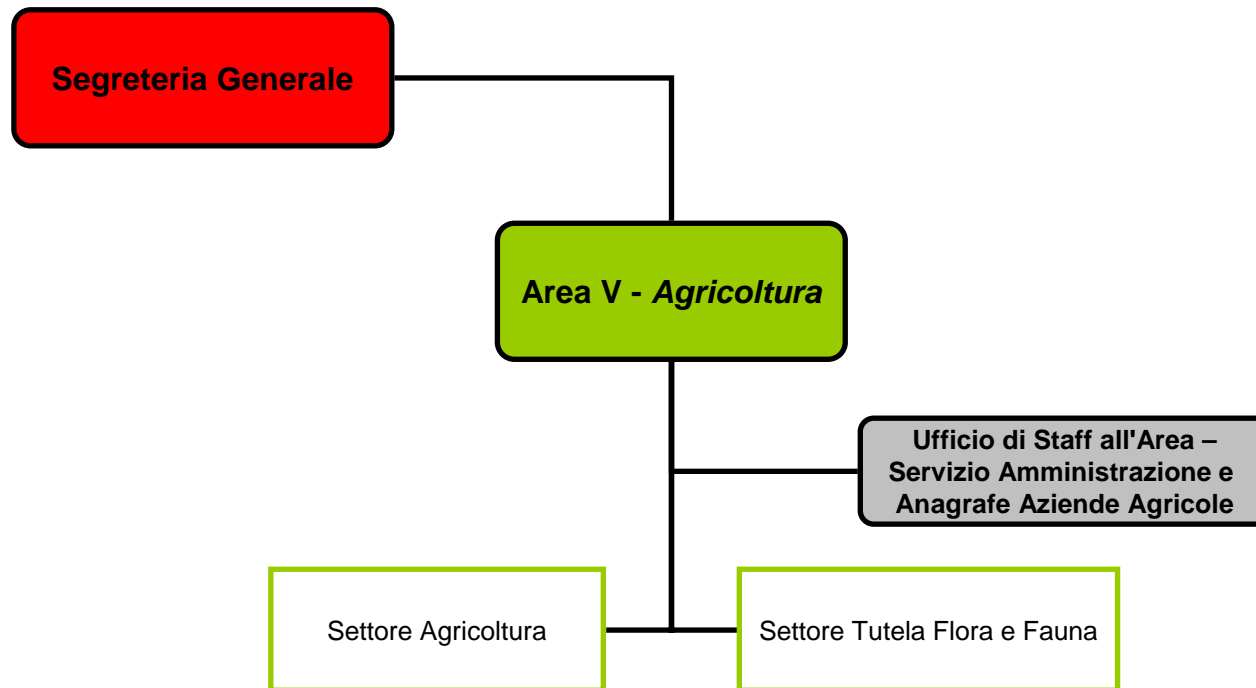 Segreteria Generale
Area V - Agricoltura
Ufficio di Staff all'Area –
Servizio Amministrazione e
Anagrafe Aziende Agricole
Settore Agricoltura
Settore Tutela Flora e Fauna